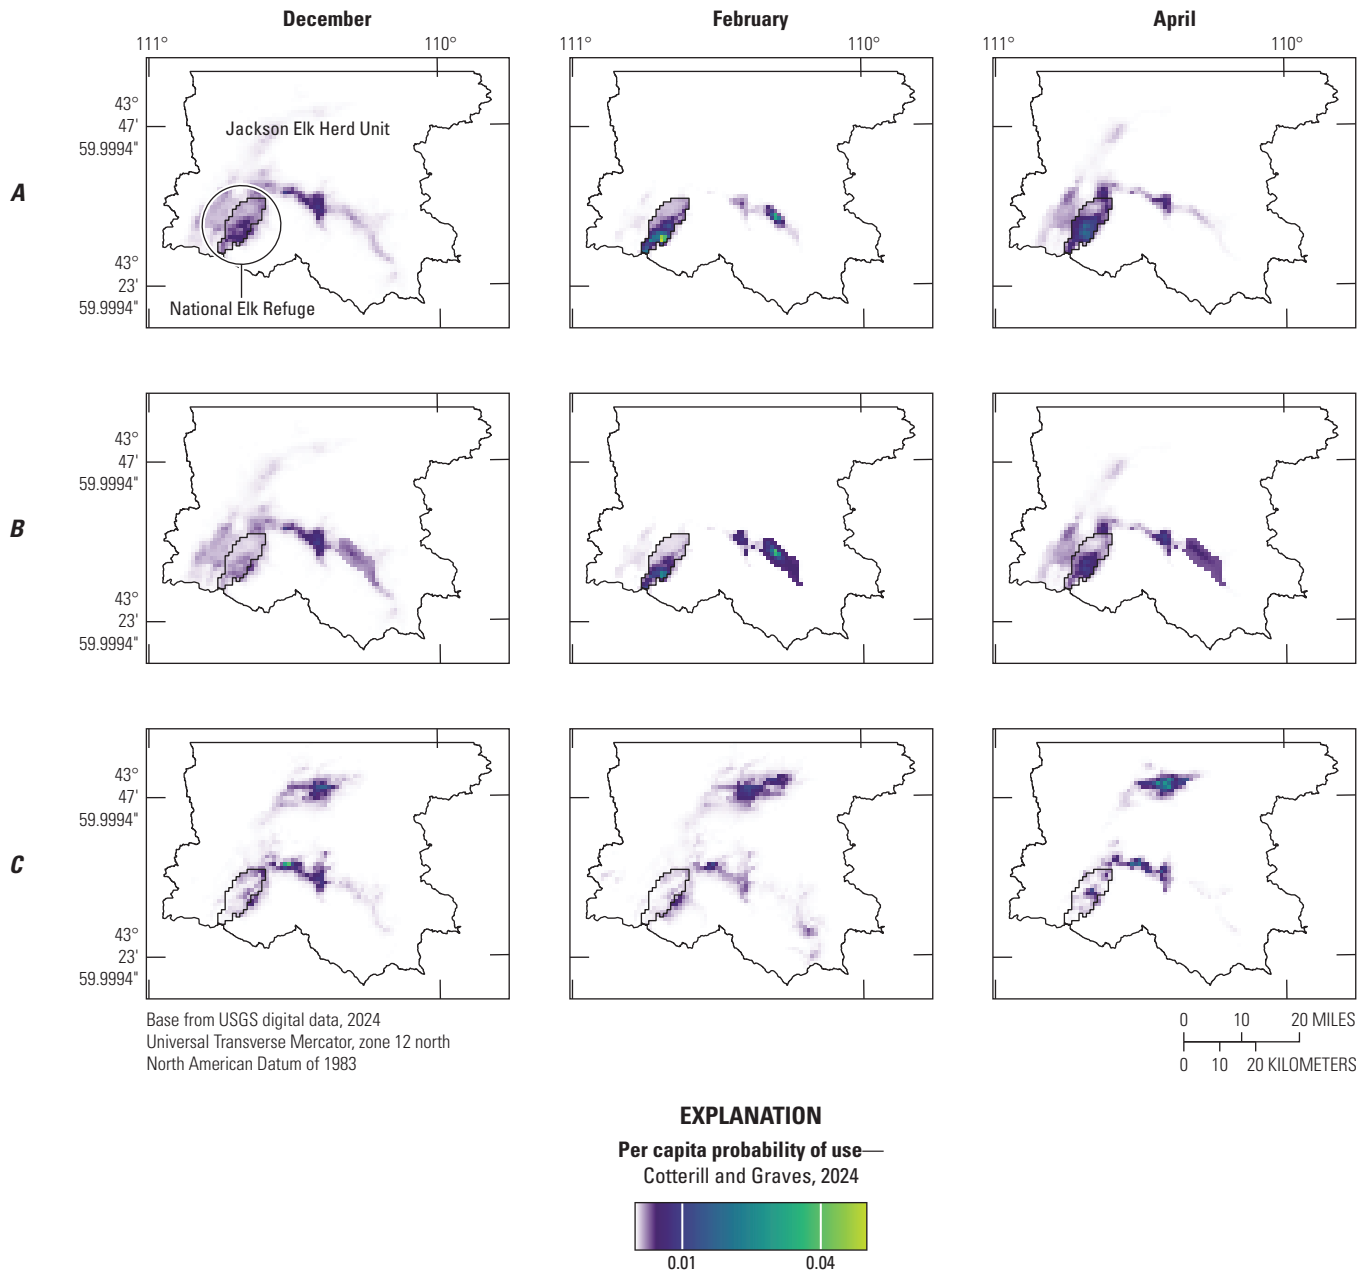 December
February
April
111°
110°
111°
110°
111°
110°
43°
47'
59.9994"
Jackson Elk Herd Unit
A
43°
23'
59.9994"
National Elk Refuge
43°
47'
59.9994"
B
43°
23'
59.9994"
43°
47'
59.9994"
C
43°
23'
59.9994"
Base from USGS digital data, 2024
Universal Transverse Mercator, zone 12 north
North American Datum of 1983
0 10 20 MILES
0 10 20 KILOMETERS
EXPLANATION
Per capita probability of use—
Cotterill and Graves, 2024
0.01 0.04